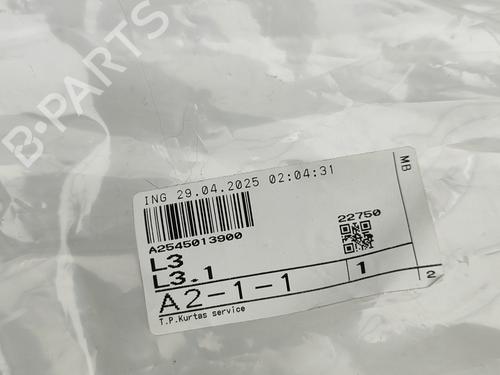 B-PARTS
ING 29.04.2025 02:04:31
MB
A2545013900
22750
L3
L3.1
A2-1-1
1
2
T.P.Kurtas service